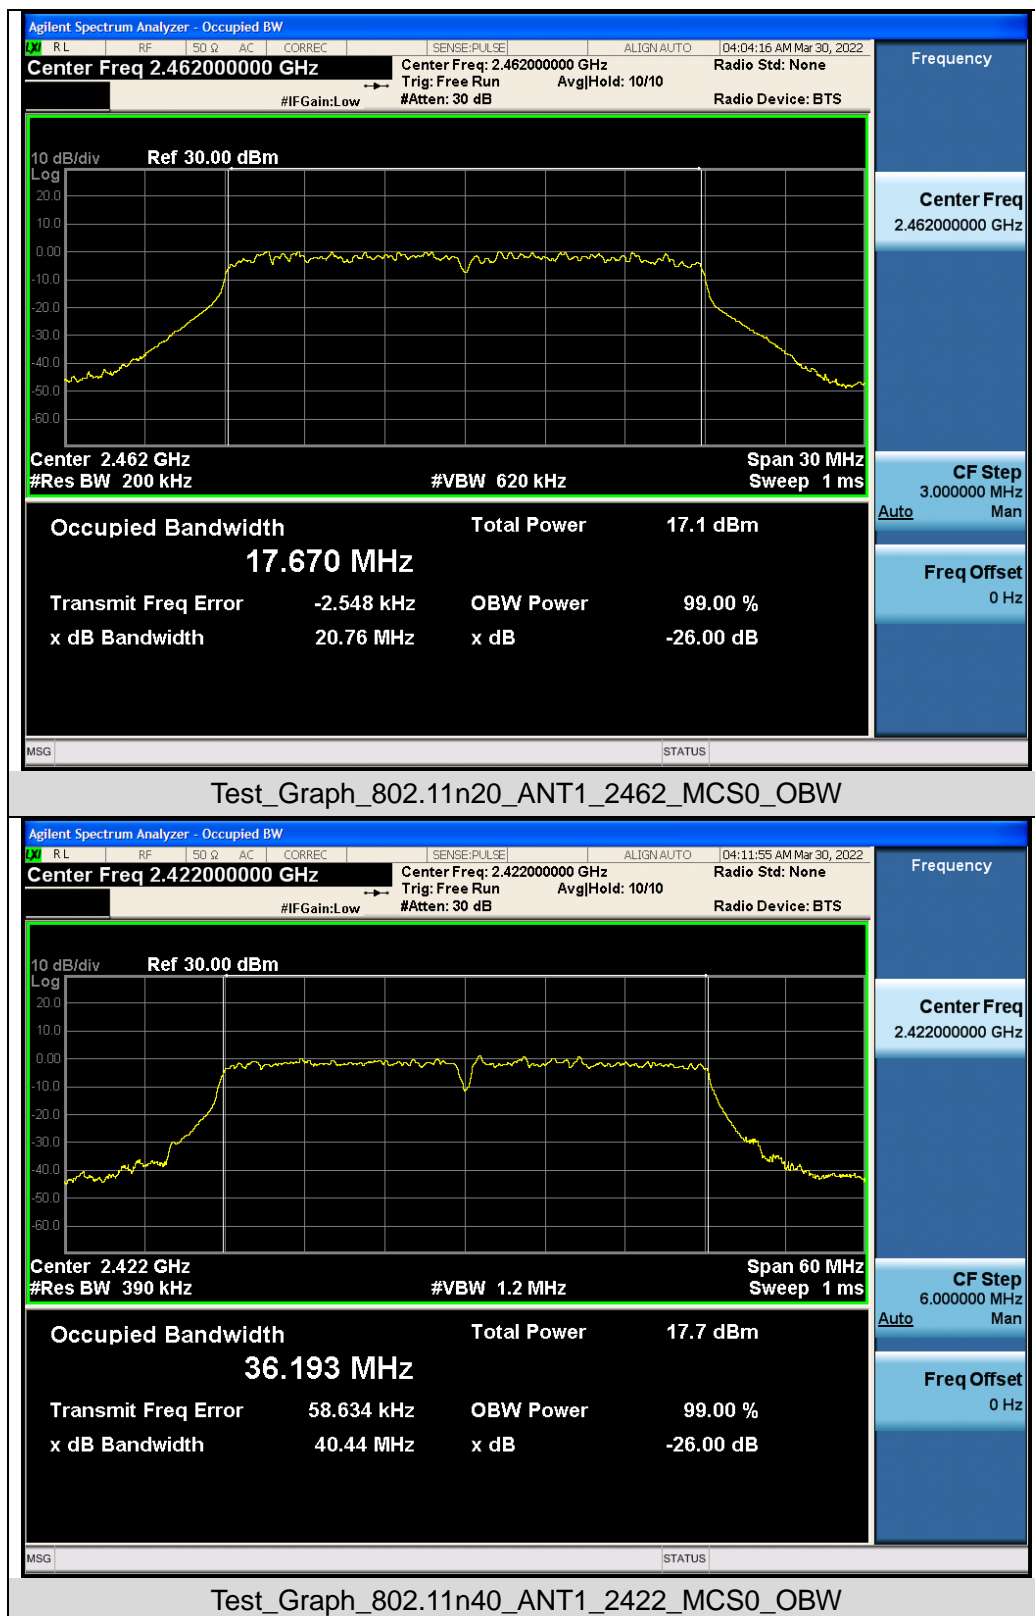 Agilent Spectrum Analyzer - Occupied BW
LXI RL RF 50 Ω AC CORREC SENSE:PULSE ALIGN AUTO 04:04:16 AM Mar 30, 2022
Center Freq 2.462000000 GHz Center Freq: 2.462000000 GHz Radio Std: None Frequency
Trig: Free Run Avg|Hold: 10/10
#IFGain:Low #Atten: 30 dB Radio Device: BTS
10 dB/div Ref 30.00 dBm
Log
20.0
10.0
0.00
-10.0
-20.0
-30.0
-40.0
-50.0
-60.0
Center 2.462 GHz Span 30 MHz
#Res BW 200 kHz #VBW 620 kHz Sweep 1 ms
Center Freq
2.462000000 GHz
CF Step
3.000000 MHz
Auto Man
Freq Offset
0 Hz
Occupied Bandwidth Total Power 17.1 dBm
17.670 MHz
Transmit Freq Error -2.548 kHz OBW Power 99.00 %
x dB Bandwidth 20.76 MHz x dB -26.00 dB
MSG STATUS
Test_Graph_802.11n20_ANT1_2462_MCS0_OBW
Agilent Spectrum Analyzer - Occupied BW
LXI RL RF 50 Ω AC CORREC SENSE:PULSE ALIGN AUTO 04:11:55 AM Mar 30, 2022
Center Freq 2.422000000 GHz Center Freq: 2.422000000 GHz Radio Std: None Frequency
Trig: Free Run Avg|Hold: 10/10
#IFGain:Low #Atten: 30 dB Radio Device: BTS
10 dB/div Ref 30.00 dBm
Log
20.0
10.0
0.00
-10.0
-20.0
-30.0
-40.0
-50.0
-60.0
Center 2.422 GHz Span 60 MHz
#Res BW 390 kHz #VBW 1.2 MHz Sweep 1 ms
Center Freq
2.422000000 GHz
CF Step
6.000000 MHz
Auto Man
Freq Offset
0 Hz
Occupied Bandwidth Total Power 17.7 dBm
36.193 MHz
Transmit Freq Error 58.634 kHz OBW Power 99.00 %
x dB Bandwidth 40.44 MHz x dB -26.00 dB
MSG STATUS
Test_Graph_802.11n40_ANT1_2422_MCS0_OBW